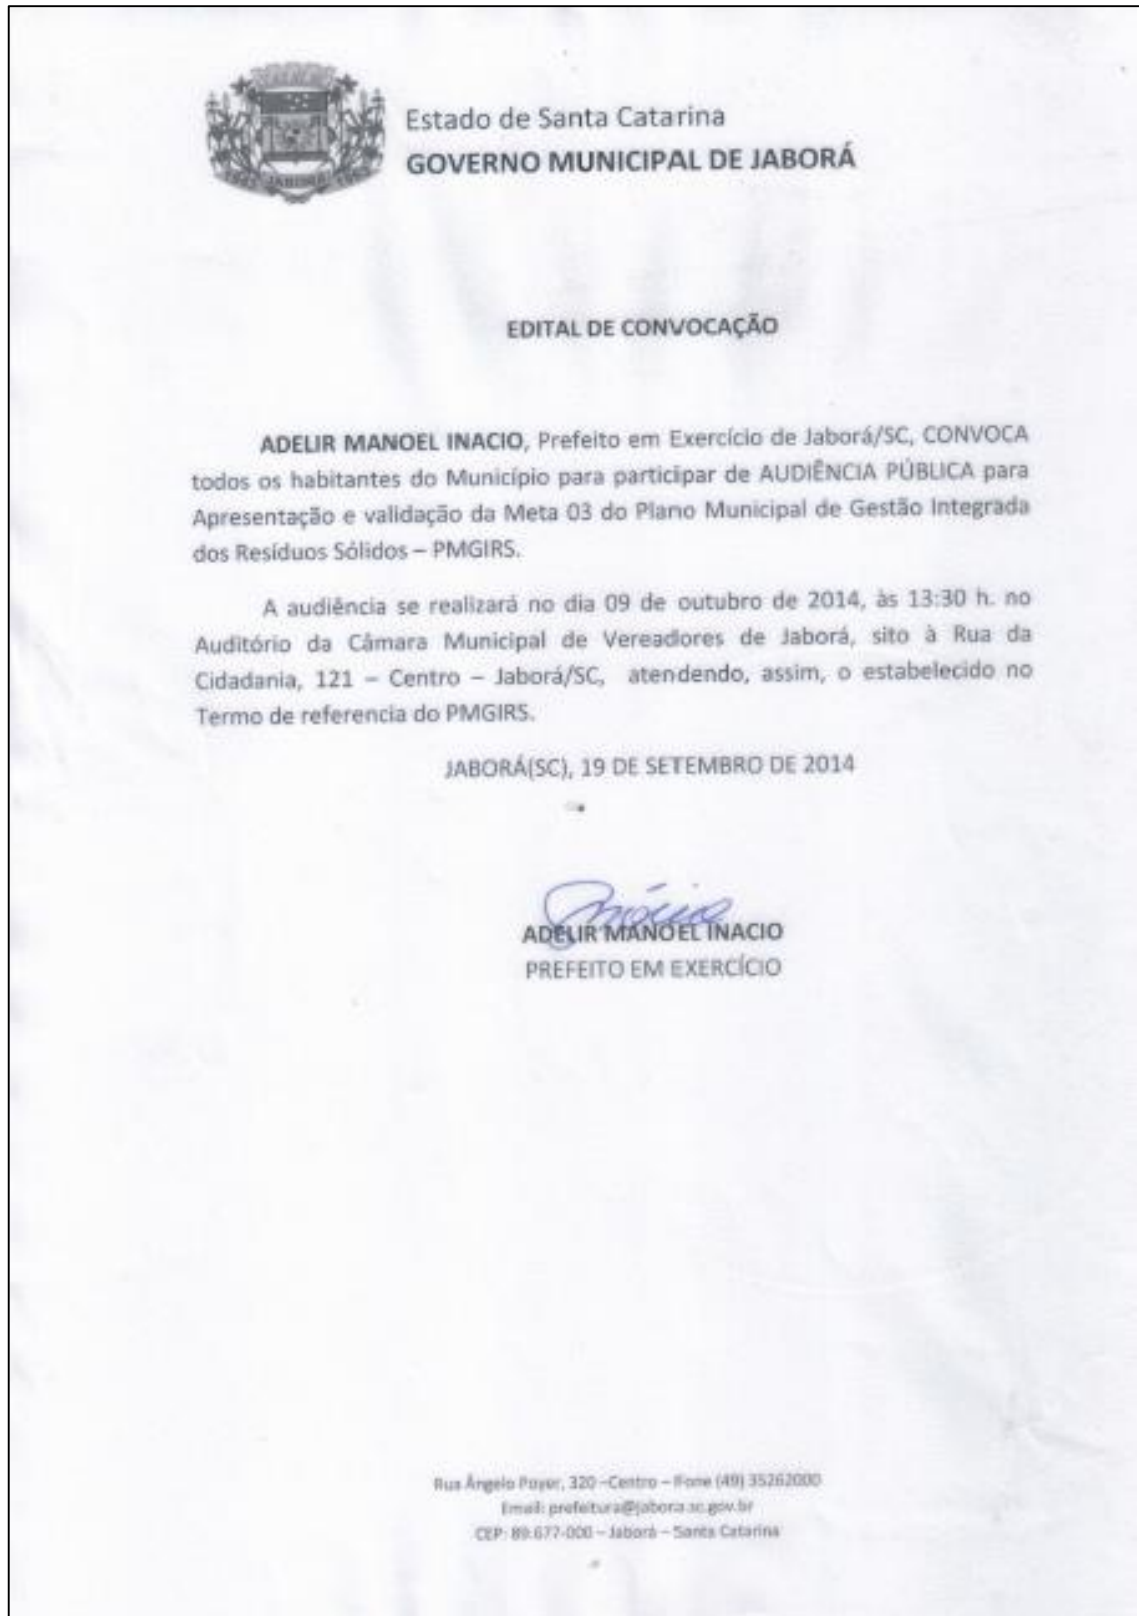 Estado de Santa Catarina
GOVERNO MUNICIPAL DE JABORÁ
JABORÁ
EDITAL DE CONVOCAÇÃO
ADELIR MANOEL INACIO, Prefeito em Exercício de Jaborá/SC, CONVOCA
todos os habitantes do Município para participar de AUDIÊNCIA PÚBLICA para
Apresentação e validação da Meta 03 do Plano Municipal de Gestão Integrada
dos Resíduos Sólidos – PMGIRS.
A audiência se realizará no dia 09 de outubro de 2014, às 13:30 h. no
Auditório da Câmara Municipal de Vereadores de Jaborá, sito à Rua da
Cidadania, 121 – Centro – Jaborá/SC, atendendo, assim, o estabelecido no
Termo de referencia do PMGIRS.
JABORÁ(SC), 19 DE SETEMBRO DE 2014
ADELIR MANOEL INACIO
PREFEITO EM EXERCÍCIO
Rua Ângelo Poyer, 320 –Centro – Fone (49) 35262000
Email: prefeitura@jabora.sc.gov.br
CEP: 89.677-000 – Jaborá – Santa Catarina